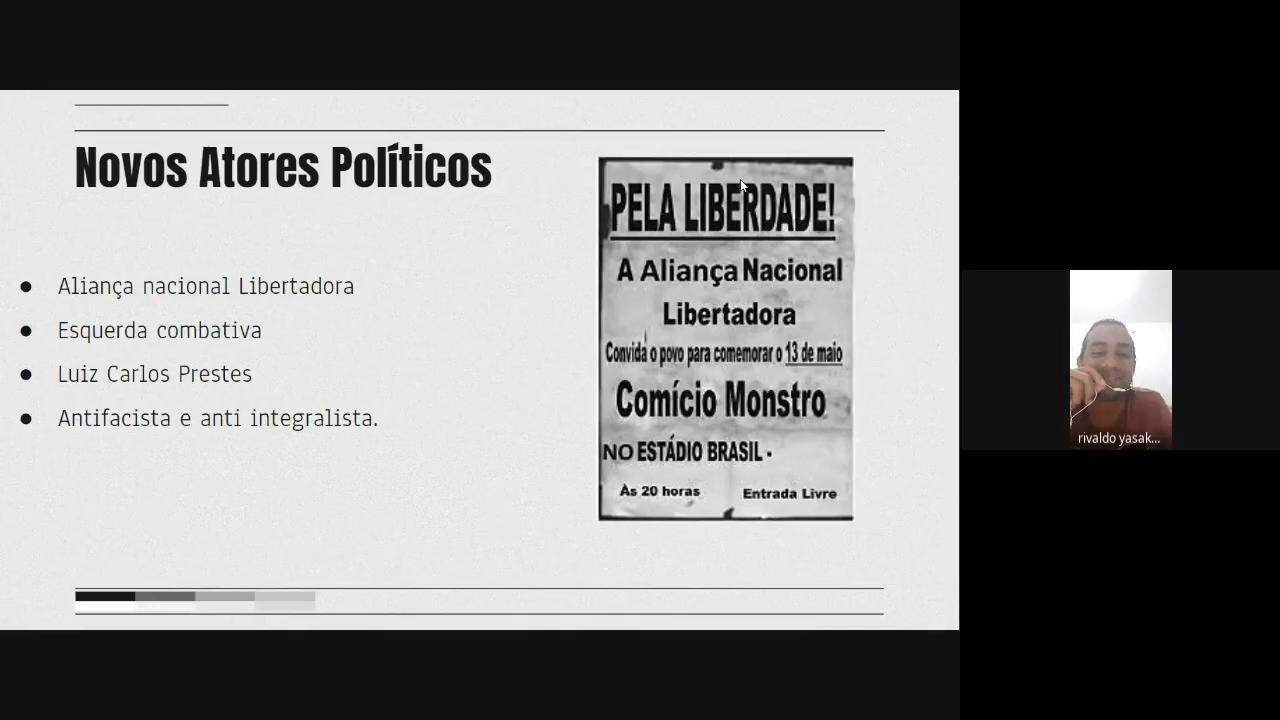 Novos Atores Políticos
● Aliança nacional Libertadora
● Esquerda combativa
● Luiz Carlos Prestes
● Antifacista e anti integralista.
PELA LIBERDADE!
A Aliança Nacional
Libertadora
Convida o povo para comemorar o 13 de maio
Comício Monstro
NO ESTÁDIO BRASIL -
Às 20 horas Entrada Livre
rivaldo yasak...